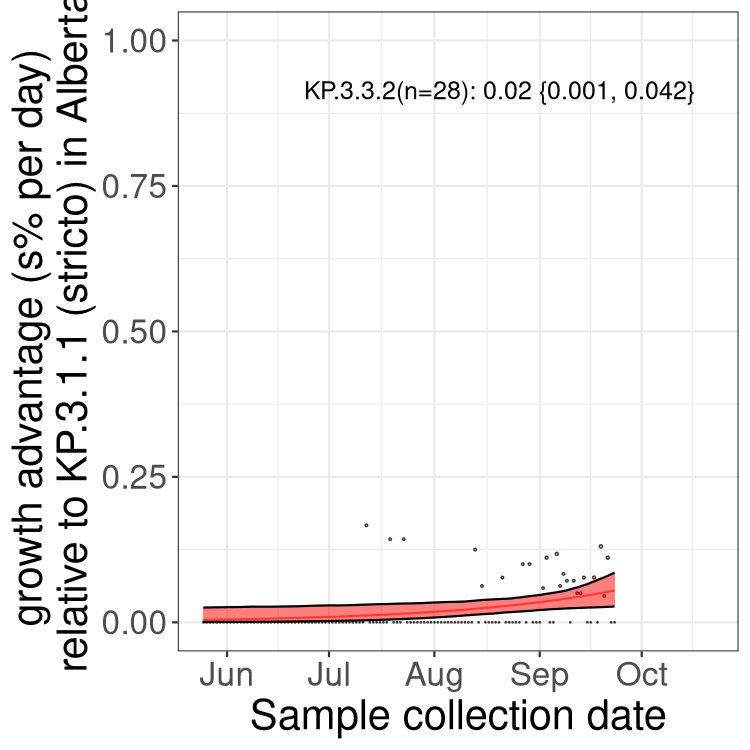 growth advantage (s% per day)
relative to KP.3.1.1 (stricto) in Alberta
1.00
0.75
0.50
0.25
0.00
KP.3.3.2(n=28): 0.02 {0.001, 0.042}
Jun Jul Aug Sep Oct
Sample collection date